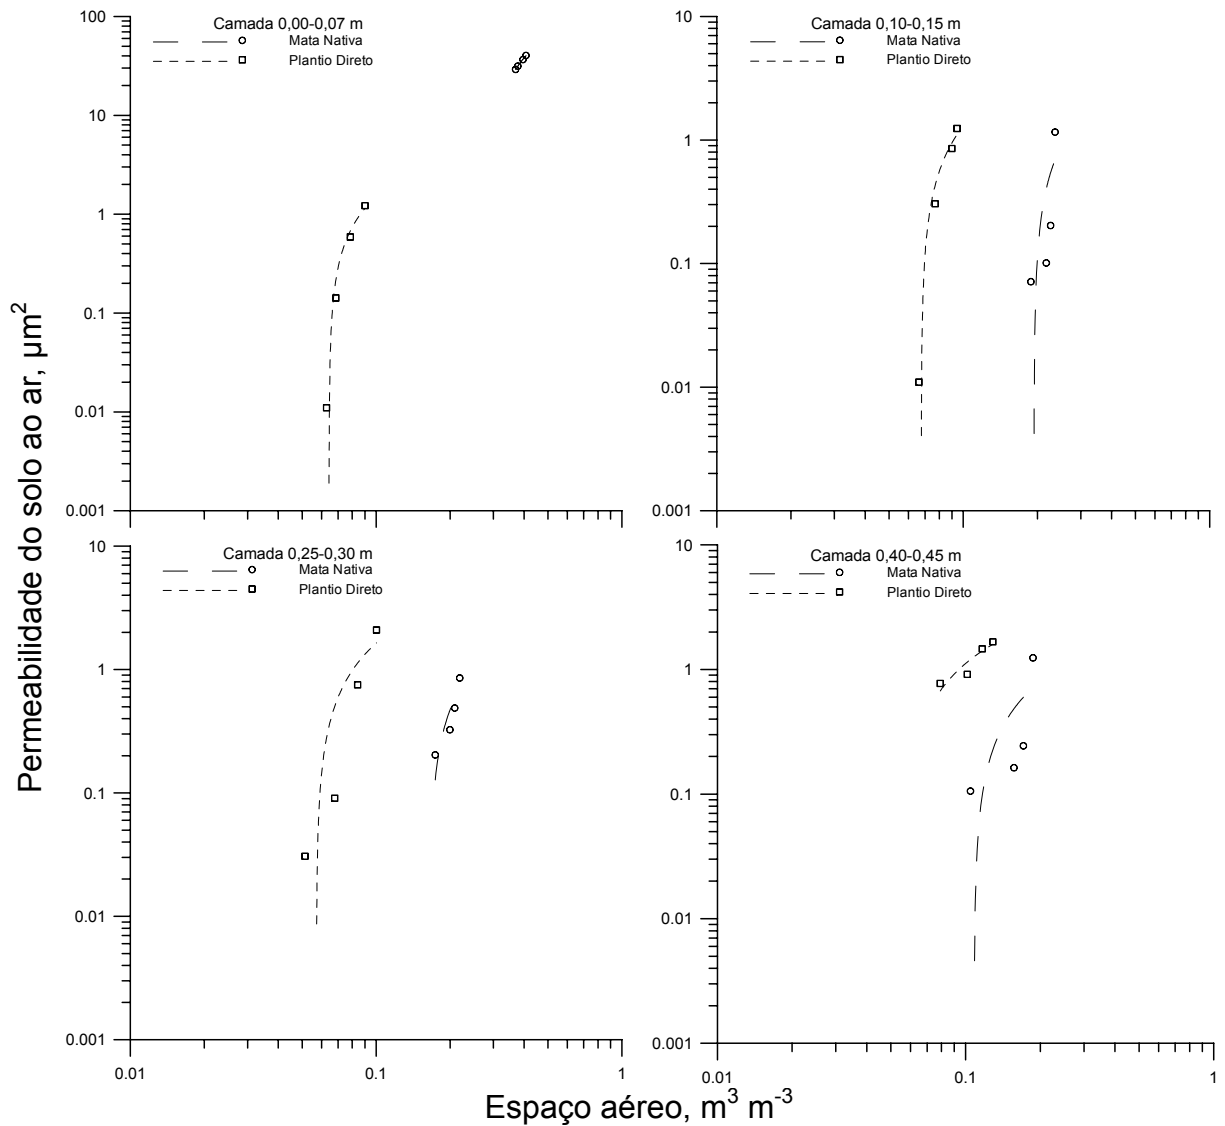 Permeabilidade do solo ao ar, µm²
Camada 0,00-0,07 m
Mata Nativa
Plantio Direto
100
10
1
0.1
0.01
0.001
Camada 0,10-0,15 m
Mata Nativa
Plantio Direto
10
1
0.1
0.01
0.001
Camada 0,25-0,30 m
Mata Nativa
Plantio Direto
10
1
0.1
0.01
0.001
0.01
0.1
1
Camada 0,40-0,45 m
Mata Nativa
Plantio Direto
10
1
0.1
0.01
0.001
0.01
0.1
1
Espaço aéreo, m³ m⁻³